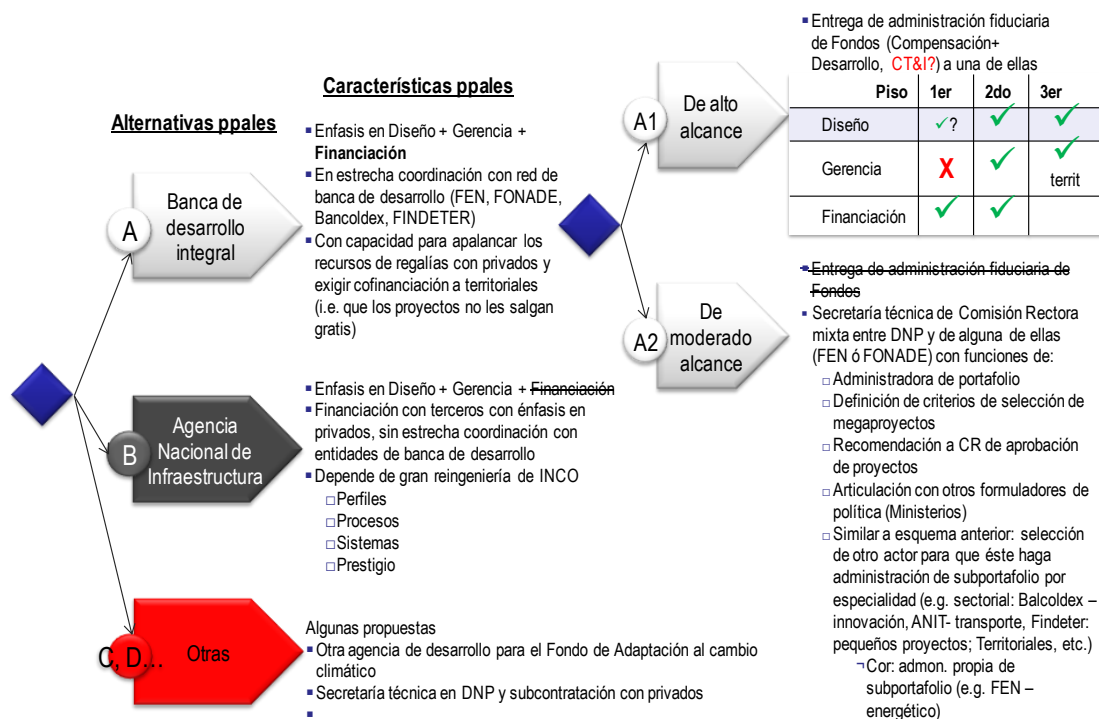 Alternativas ppales
A
Banca de
desarrollo
integral
B
Agencia
Nacional de
Infraestructura
C, D…
Otras
Características ppales
▪Enfasis en Diseño + Gerencia +
Financiación
▪En estrecha coordinación con red de
banca de desarrollo (FEN, FONADE,
Bancoldex, FINDETER)
▪Con capacidad para apalancar los
recursos de regalías con privados y
exigir cofinanciación a territoriales
(i.e. que los proyectos no les salgan
gratis)
▪Enfasis en Diseño + Gerencia + Financiación
▪Financiación con terceros con énfasis en
privados, sin estrecha coordinación con
entidades de banca de desarrollo
▪Depende de gran reingeniería de INCO
□Perfiles
□Procesos
□Sistemas
□Prestigio
Algunas propuestas
▪Otra agencia de desarrollo para el Fondo de Adaptación al cambio
climático
▪Secretaría técnica en DNP y subcontratación con privados
▪
A1
De alto
alcance
A2
De
moderado
alcance
▪Entrega de administración fiduciaria
de Fondos (Compensación+
Desarrollo, CT&I?) a una de ellas
Piso 1er 2do 3er
Diseño ✓? ✓ ✓
Gerencia X ✓ ✓
territ
Financiación ✓ ✓
▪Entrega de administración fiduciaria de
Fondos
▪Secretaría técnica de Comisión Rectora
mixta entre DNP y de alguna de ellas
(FEN ó FONADE) con funciones de:
□Administradora de portafolio
□Definición de criterios de selección de
megaproyectos
□Recomendación a CR de aprobación
de proyectos
□Articulación con otros formuladores de
política (Ministerios)
□Similar a esquema anterior: selección
de otro actor para que éste haga
administración de subportafolio por
especialidad (e.g. sectorial: Balcoldex –
innovación, ANIT- transporte, Findeter:
pequeños proyectos; Territoriales, etc.)
¬Cor: admon. propia de
subportafolio (e.g. FEN –
energético)